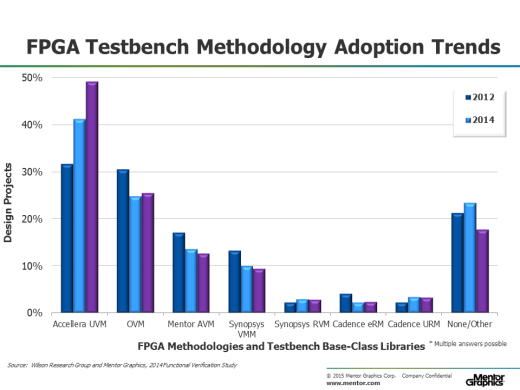 FPGA Testbench Methodology Adoption Trends
50%
40%
30%
20%
10%
0%
Design Projects
2012
2014
Accellera UVM
OVM
Mentor AVM
Synopsys
VMM
Synopsys RVM
Cadence eRM
Cadence URM
None/Other
FPGA Methodologies and Testbench Base-Class Libraries
* Multiple answers possible
Source: Wilson Research Group and Mentor Graphics, 2014 Functional Verification Study
© 2015 Mentor Graphics Corp. Company Confidential
www.mentor.com
Mentor
Graphics